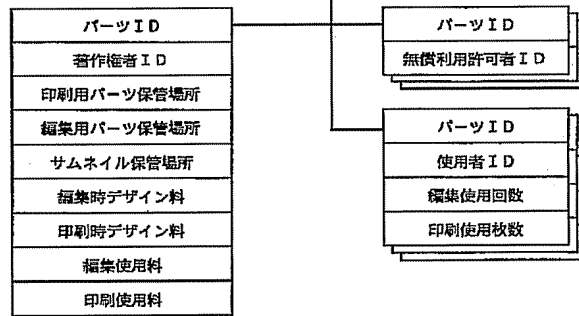 パーツID
著作権者ID
印刷用パーツ保管場所
編集用パーツ保管場所
サムネイル保管場所
編集時デザイン料
印刷時デザイン料
編集使用料
印刷使用料
パーツID
無償利用許可者ID
パーツID
使用者ID
編集使用回数
印刷使用枚数